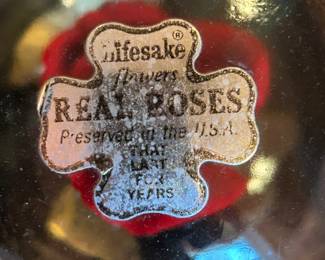 Lifesake®
flowers
REAL ROSES
Preserved in the U.S.A.
THAT
LAST
FOR
YEARS